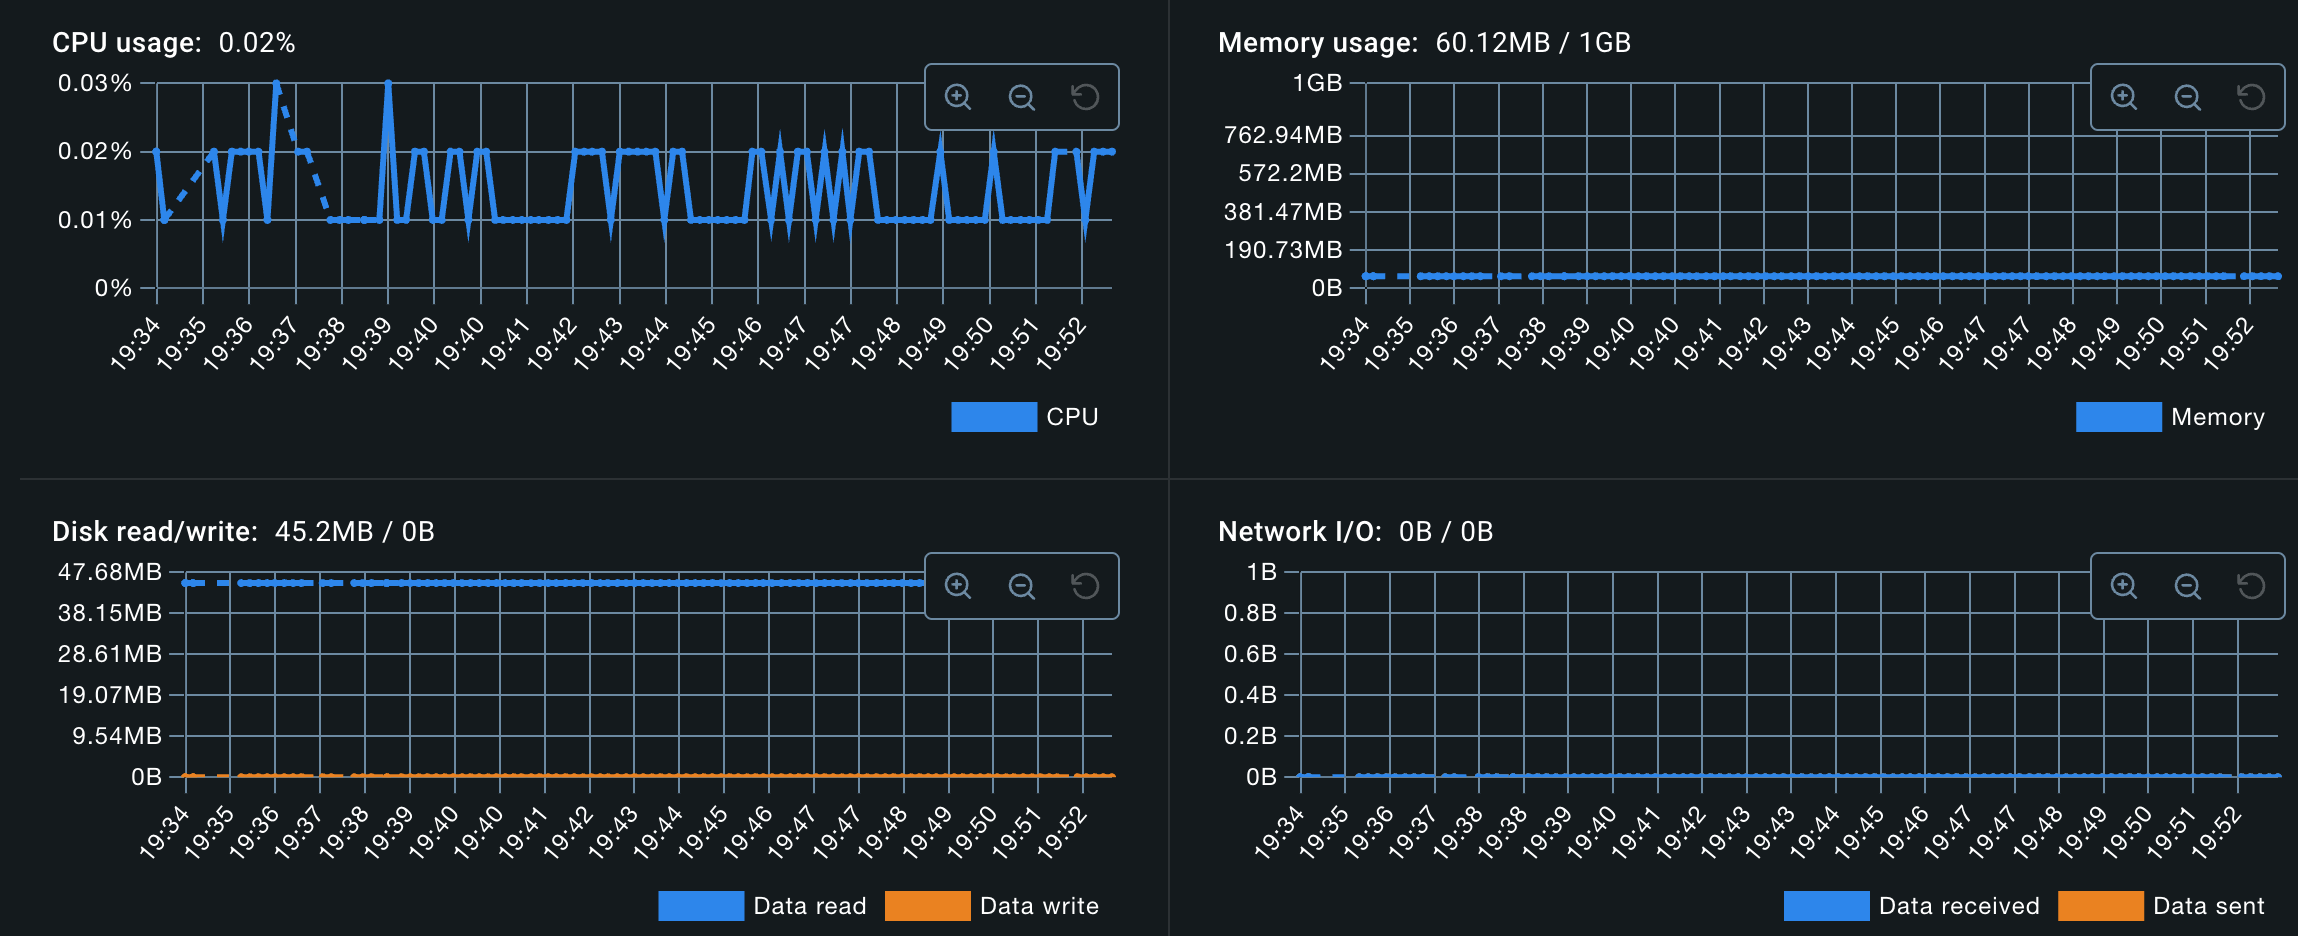 CPU usage: 0.02%
0.03%
0.02%
0.01%
0%
19:34 19:35 19:36 19:37 19:38 19:39 19:40 19:40 19:41 19:42 19:43 19:44 19:45 19:46 19:47 19:47 19:48 19:49 19:50 19:51 19:52
CPU
Memory usage: 60.12MB / 1GB
1GB
762.94MB
572.2MB
381.47MB
190.73MB
0B
19:34 19:35 19:36 19:37 19:38 19:39 19:40 19:40 19:41 19:42 19:43 19:44 19:45 19:46 19:47 19:47 19:48 19:49 19:50 19:51 19:52
Memory
Disk read/write: 45.2MB / 0B
47.68MB
38.15MB
28.61MB
19.07MB
9.54MB
0B
19:34 19:35 19:36 19:37 19:38 19:39 19:40 19:40 19:41 19:42 19:43 19:44 19:45 19:46 19:47 19:47 19:48 19:49 19:50 19:51 19:52
Data read Data write
Network I/O: 0B / 0B
1B
0.8B
0.6B
0.4B
0.2B
0B
19:34 19:35 19:36 19:37 19:38 19:38 19:39 19:40 19:41 19:42 19:43 19:43 19:44 19:45 19:46 19:47 19:47 19:48 19:49 19:50 19:51 19:52
Data received Data sent